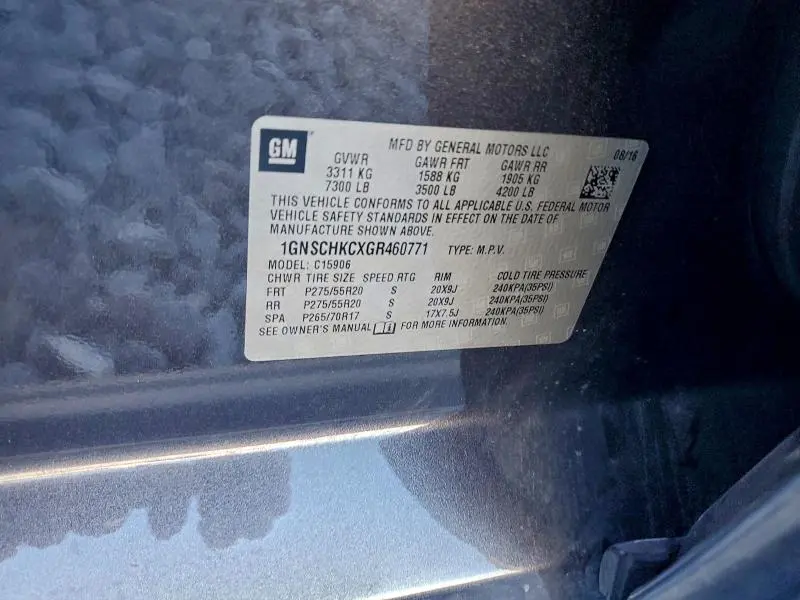 GM
MFD BY GENERAL MOTORS LLC
08/16
GVWR GAWR FRT GAWR RR
3311 KG 1588 KG 1905 KG
7300 LB 3500 LB 4200 LB
THIS VEHICLE CONFORMS TO ALL APPLICABLE U.S. FEDERAL MOTOR
VEHICLE SAFETY STANDARDS IN EFFECT ON THE DATE OF
MANUFACTURE SHOWN ABOVE.
1GNSCHKCXGR460771 TYPE: M.P.V.
MODEL: C15906
CHWR TIRE SIZE SPEED RTG RIM COLD TIRE PRESSURE
FRT P275/55R20 S 20X9J 240KPA(35PSI)
RR P275/55R20 S 20X9J 240KPA(35PSI)
SPA P265/70R17 S 17X7.5J 240KPA(35PSI)
SEE OWNER'S MANUAL FOR MORE INFORMATION.